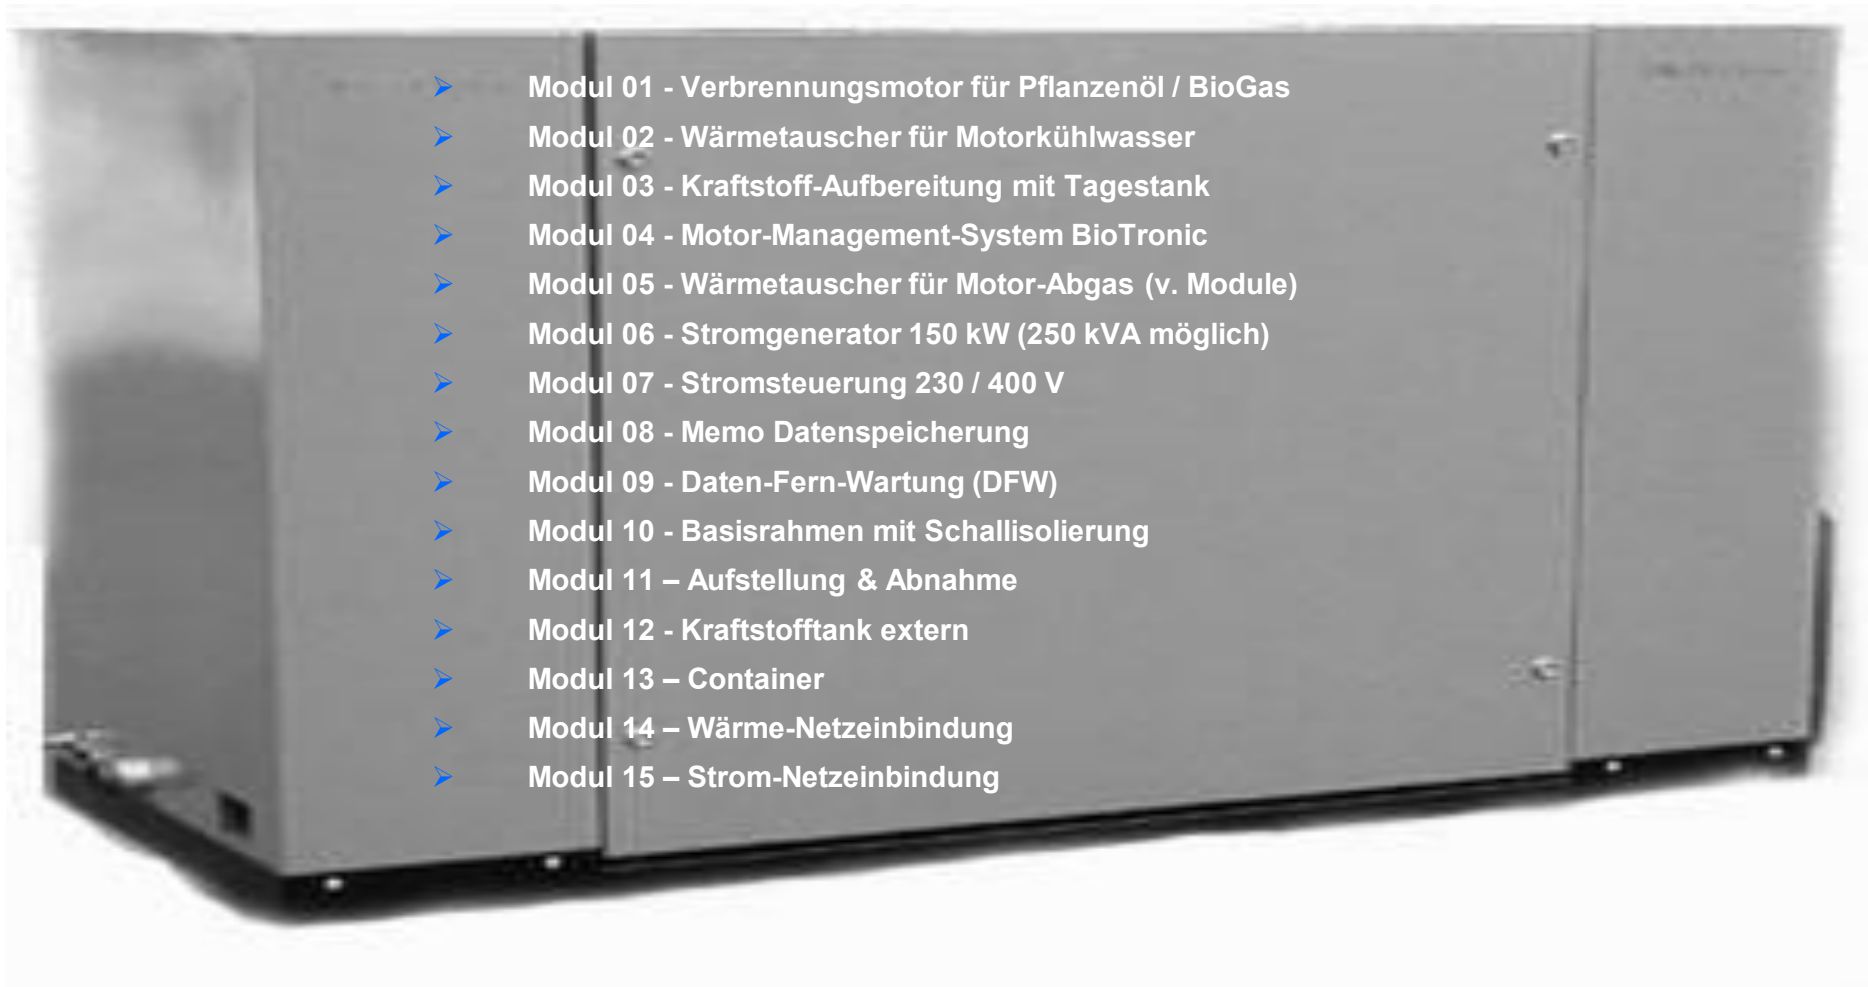 Modul 01 - Verbrennungsmotor für Pflanzenöl / BioGas
Modul 02 - Wärmetauscher für Motorkühlwasser
Modul 03 - Kraftstoff-Aufbereitung mit Tagestank
Modul 04 - Motor-Management-System BioTronic
Modul 05 - Wärmetauscher für Motor-Abgas (v. Module)
Modul 06 - Stromgenerator 150 kW (250 kVA möglich)
Modul 07 - Stromsteuerung 230 / 400 V
Modul 08 - Memo Datenspeicherung
Modul 09 - Daten-Fern-Wartung (DFW)
Modul 10 - Basisrahmen mit Schallisolierung
Modul 11 – Aufstellung & Abnahme
Modul 12 - Kraftstofftank extern
Modul 13 – Container
Modul 14 – Wärme-Netzeinbindung
Modul 15 – Strom-Netzeinbindung